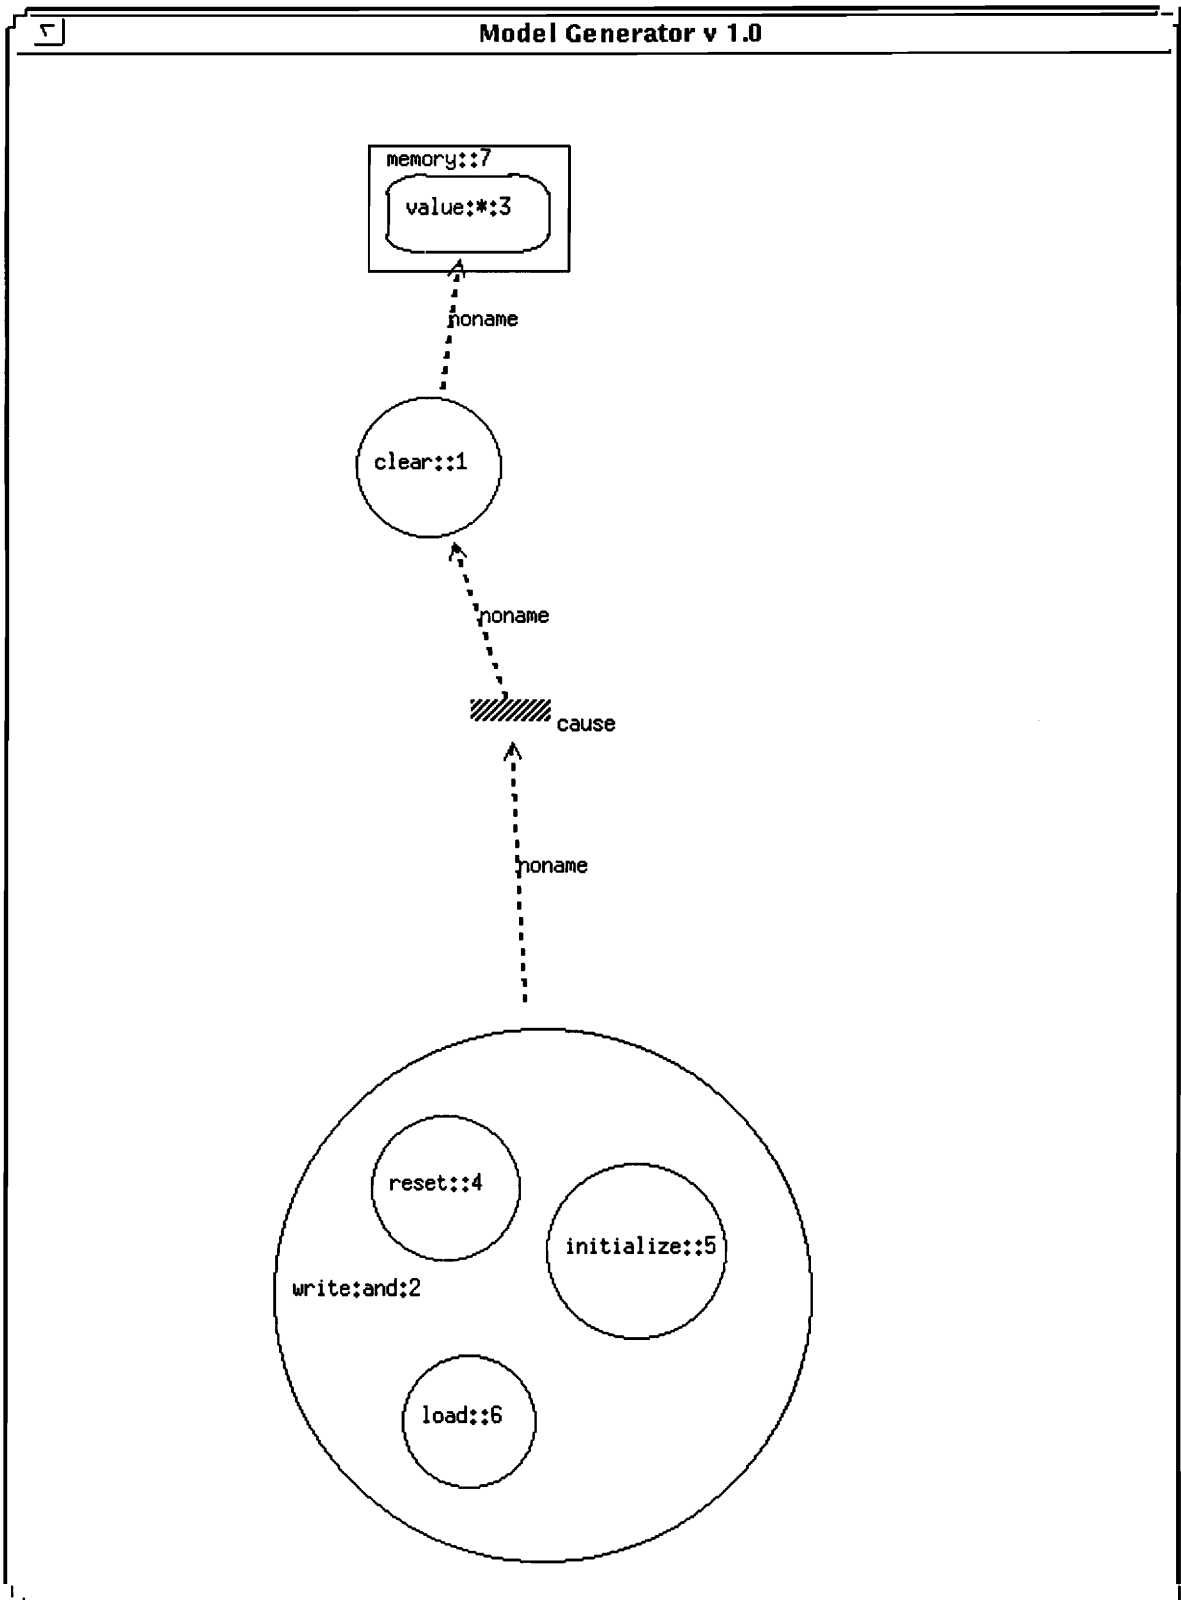 Model Generator v 1.0
memory::7
value:*:3
noname
clear::1
noname
cause
noname
reset::4
initialize::5
write:and:2
load::6